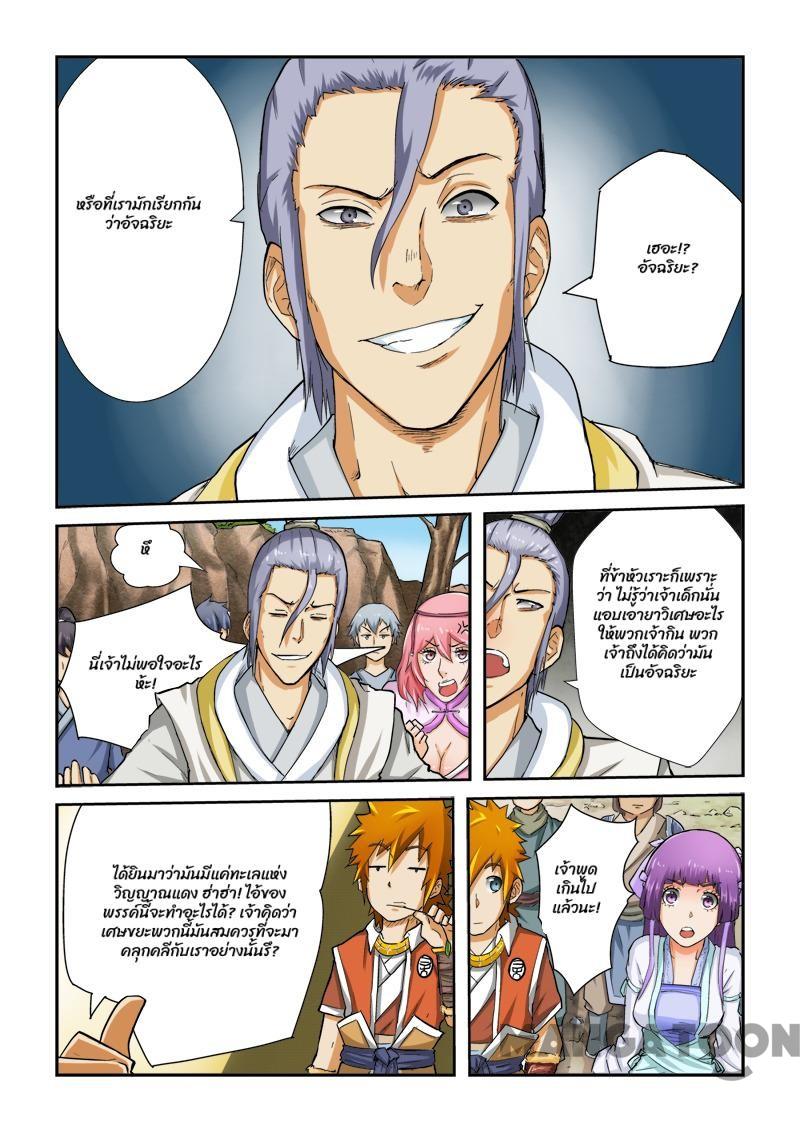 หรือที่เรามักเรียกกัน
ว่าอัจฉริยะ
เฮอะ!?
อัจฉริยะ?
หึ
นี่เจ้าไม่พอใจอะไร
ห้ะ!
ที่ข้าหัวเราะก็เพราะ
ว่า ไม่รู้ว่าเจ้าเด็กนั่น
แอบเอายาวิเศษอะไร
ให้พวกเจ้ากิน พวก
เจ้าถึงได้คิดว่ามัน
เป็นอัจฉริยะ
ได้ยินมาว่ามันมีแค่ทะเลแห่ง
วิญญาณแดง ฮ่าฮ่า! ไอ้ของ
พรรค์นี้จะทำอะไรได้? เจ้าคิดว่า
เศษขยะพวกนี้มันสมควรที่จะมา
คลุกคลีกับเราอย่างนั้นรึ?
เจ้าพูด
เกินไป
แล้วนะ!
MANGATOON